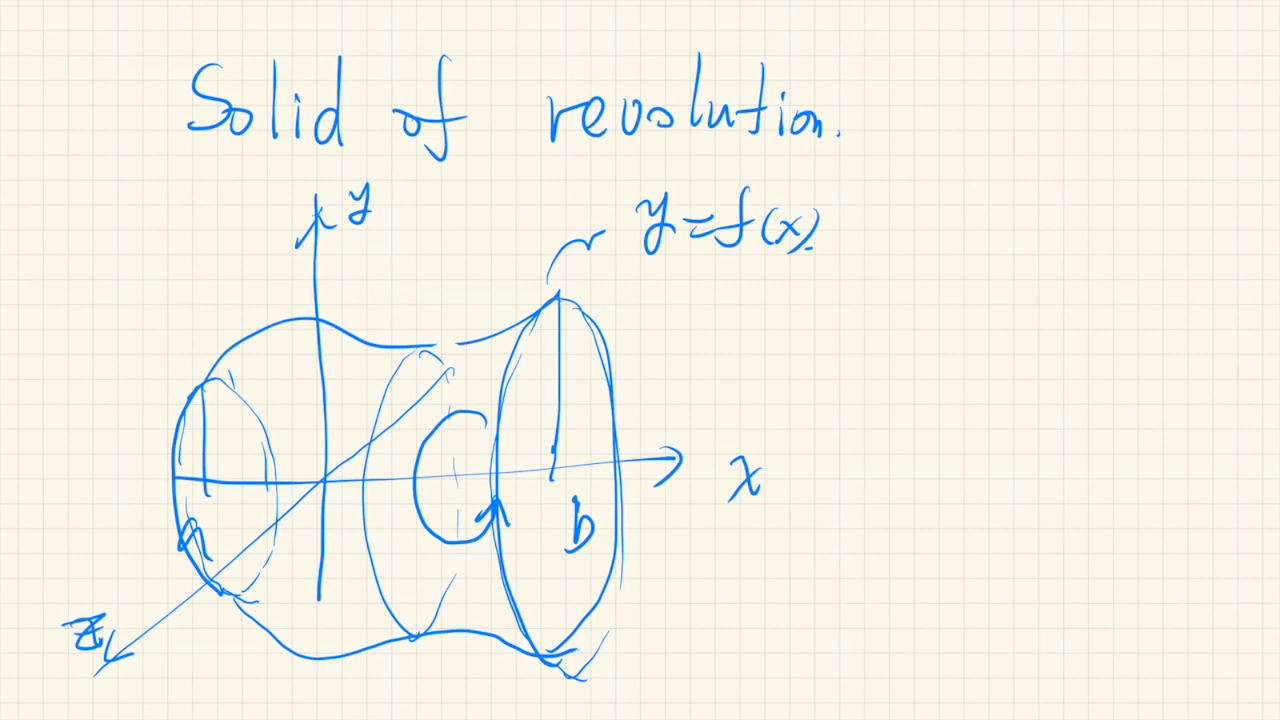 Solid of revolution.
y
y=f(x).
x
a
b
z